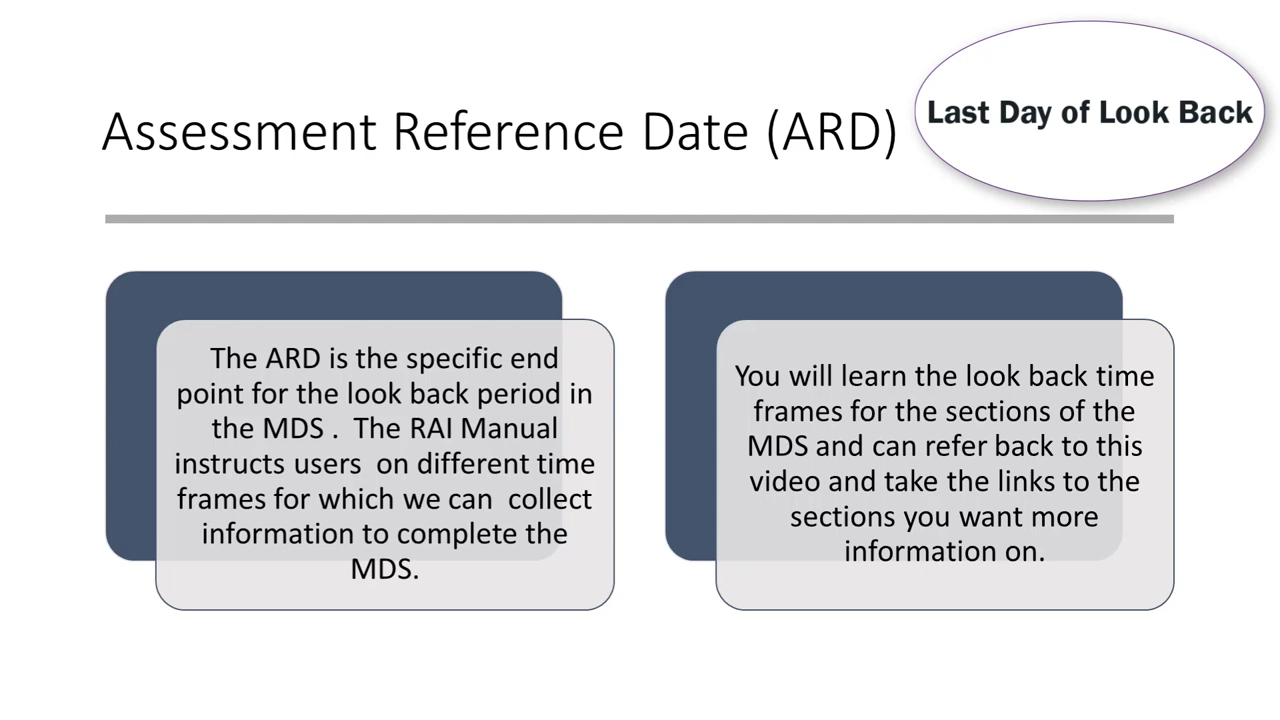 Assessment Reference Date (ARD)
Last Day of Look Back
The ARD is the specific end
point for the look back period in
the MDS .  The RAI Manual
instructs users  on different time
frames for which we can  collect
information to complete the
MDS.
You will learn the look back time
frames for the sections of the
MDS and can refer back to this
video and take the links to the
sections you want more
information on.